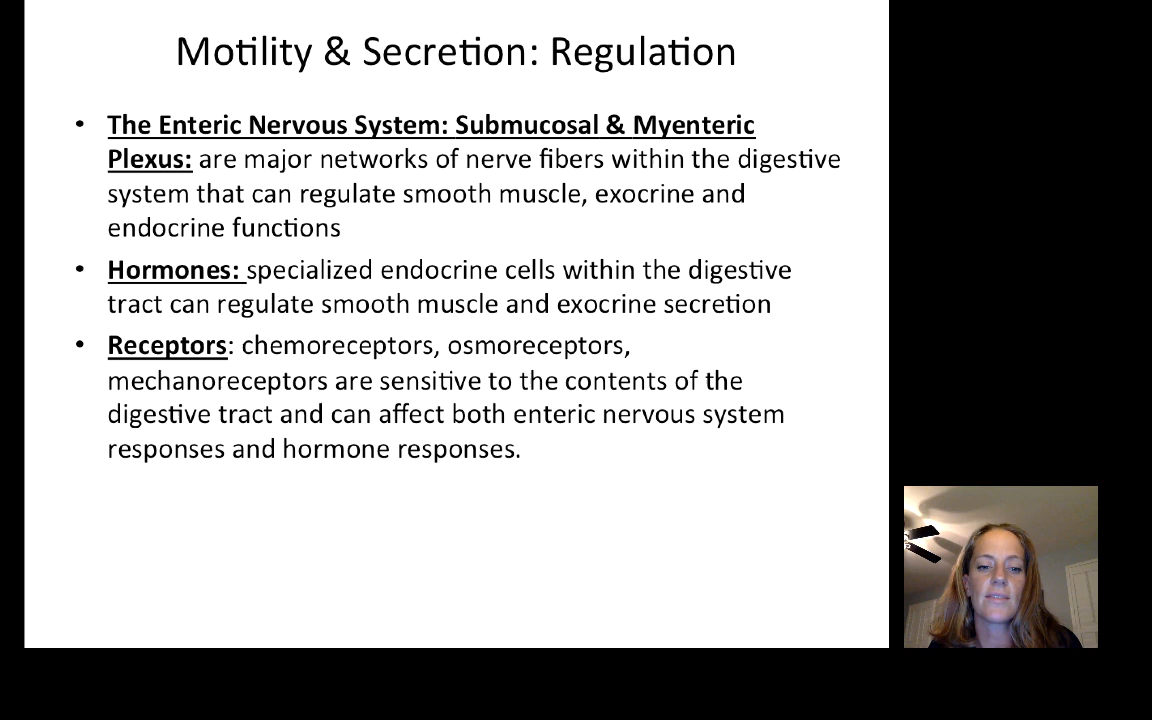 Motility & Secretion: Regulation
• The Enteric Nervous System: Submucosal & Myenteric
Plexus: are major networks of nerve fibers within the digestive
system that can regulate smooth muscle, exocrine and
endocrine functions
• Hormones: specialized endocrine cells within the digestive
tract can regulate smooth muscle and exocrine secretion
• Receptors: chemoreceptors, osmoreceptors,
mechanoreceptors are sensitive to the contents of the
digestive tract and can affect both enteric nervous system
responses and hormone responses.